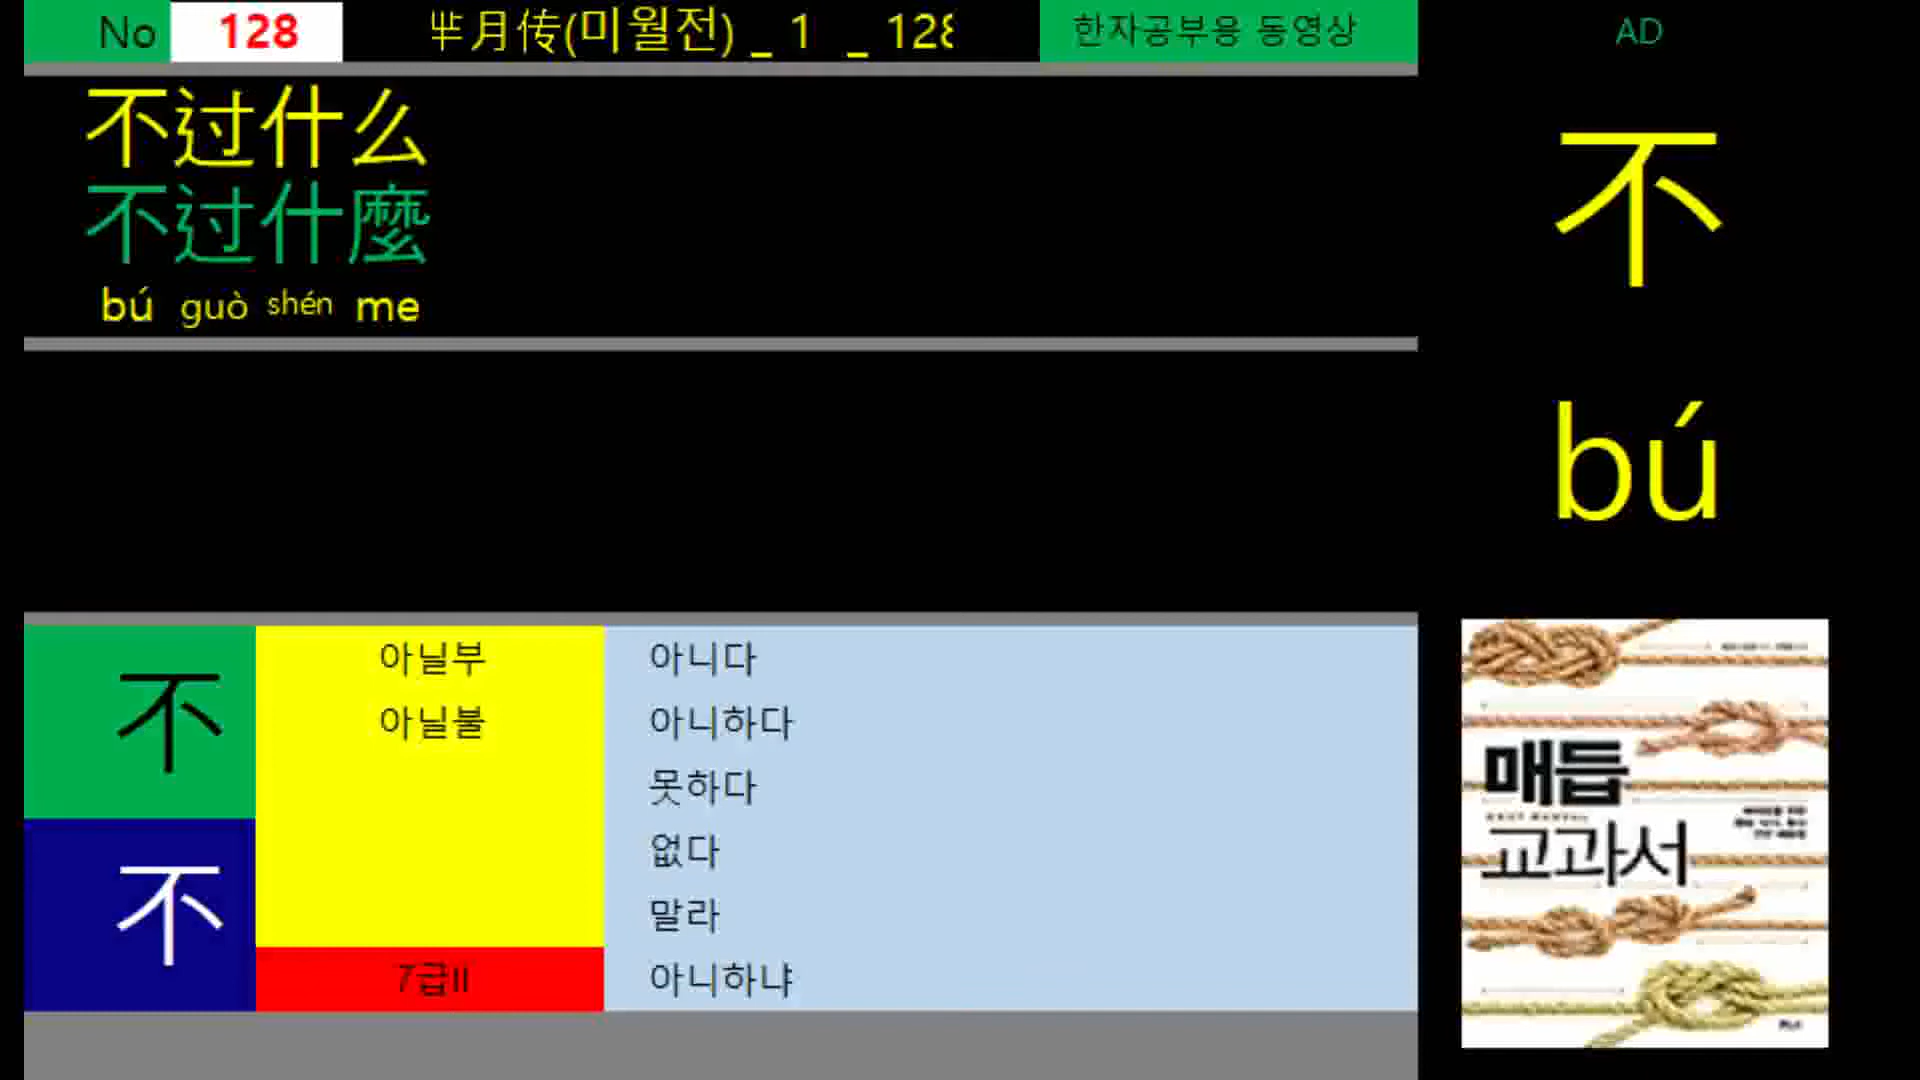 No 128 芈月传(미월전) _ 1 _ 128 한자공부용 동영상 AD
不过什么
不过什麼
bú guò shén me
不
bú
不
不
아닐부
아닐불
7급II
아니다
아니하다
못하다
없다
말라
아니하냐
매듭
교과서